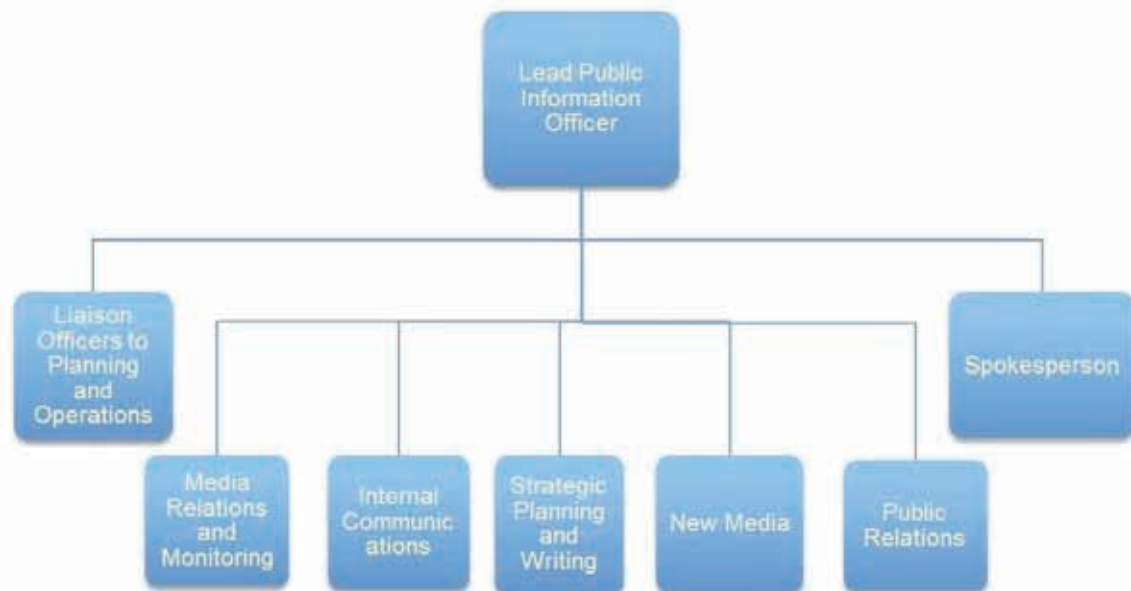 Lead Public
Information
Officer
Liaison
Officers to
Planning
and
Operations
Spokesperson
Media
Relations
and
Monitoring
Internal
Communic
ations
Strategic
Planning
and
Writing
New Media
Public
Relations